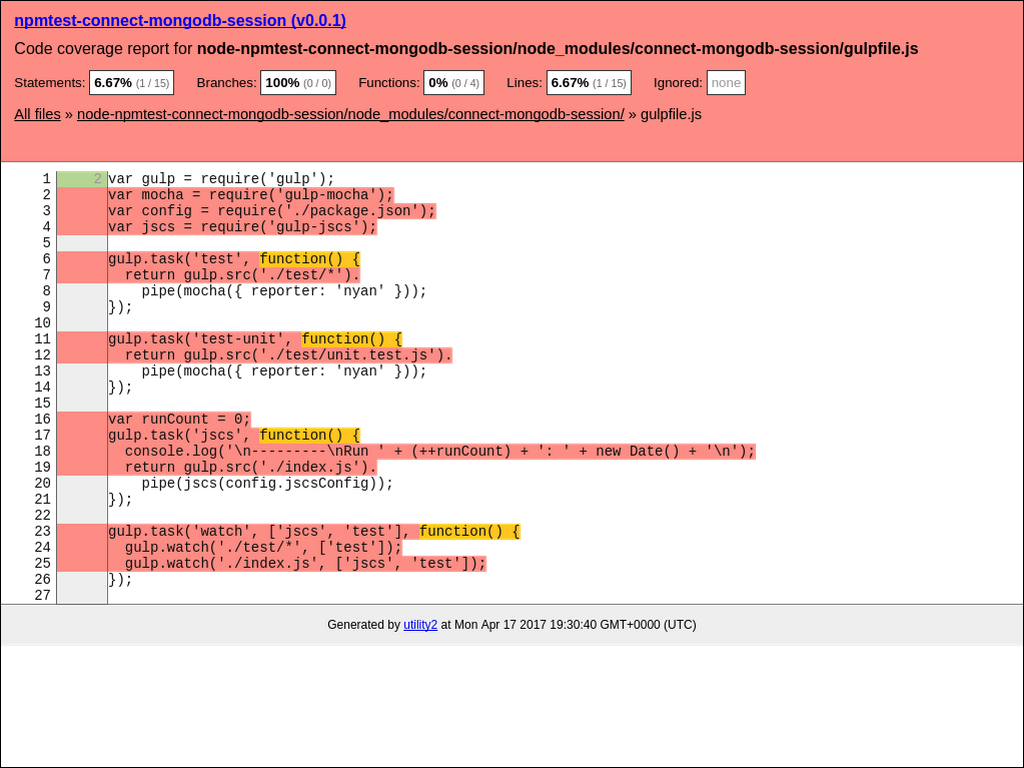 npmtest-connect-mongodb-session (v0.0.1)
Code coverage report for node-npmtest-connect-mongodb-session/node_modules/connect-mongodb-session/gulpfile.js
Statements: 6.67% (1 / 15) Branches: 100% (0 / 0) Functions: 0% (0 / 4) Lines: 6.67% (1 / 15) Ignored: none
All files » node-npmtest-connect-mongodb-session/node_modules/connect-mongodb-session/ » gulpfile.js
1 2 var gulp = require('gulp');
2 var mocha = require('gulp-mocha');
3 var config = require('./package.json');
4 var jscs = require('gulp-jscs');
5
6 gulp.task('test', function() {
7   return gulp.src('./test/*').
8     pipe(mocha({ reporter: 'nyan' }));
9 });
10
11 gulp.task('test-unit', function() {
12   return gulp.src('./test/unit.test.js').
13     pipe(mocha({ reporter: 'nyan' }));
14 });
15
16 var runCount = 0;
17 gulp.task('jscs', function() {
18   console.log('\n---------\nRun ' + (++runCount) + ': ' + new Date() + '\n');
19   return gulp.src('./index.js').
20     pipe(jscs(config.jscsConfig));
21 });
22
23 gulp.task('watch', ['jscs', 'test'], function() {
24   gulp.watch('./test/*', ['test']);
25   gulp.watch('./index.js', ['jscs', 'test']);
26 });
27
Generated by utility2 at Mon Apr 17 2017 19:30:40 GMT+0000 (UTC)